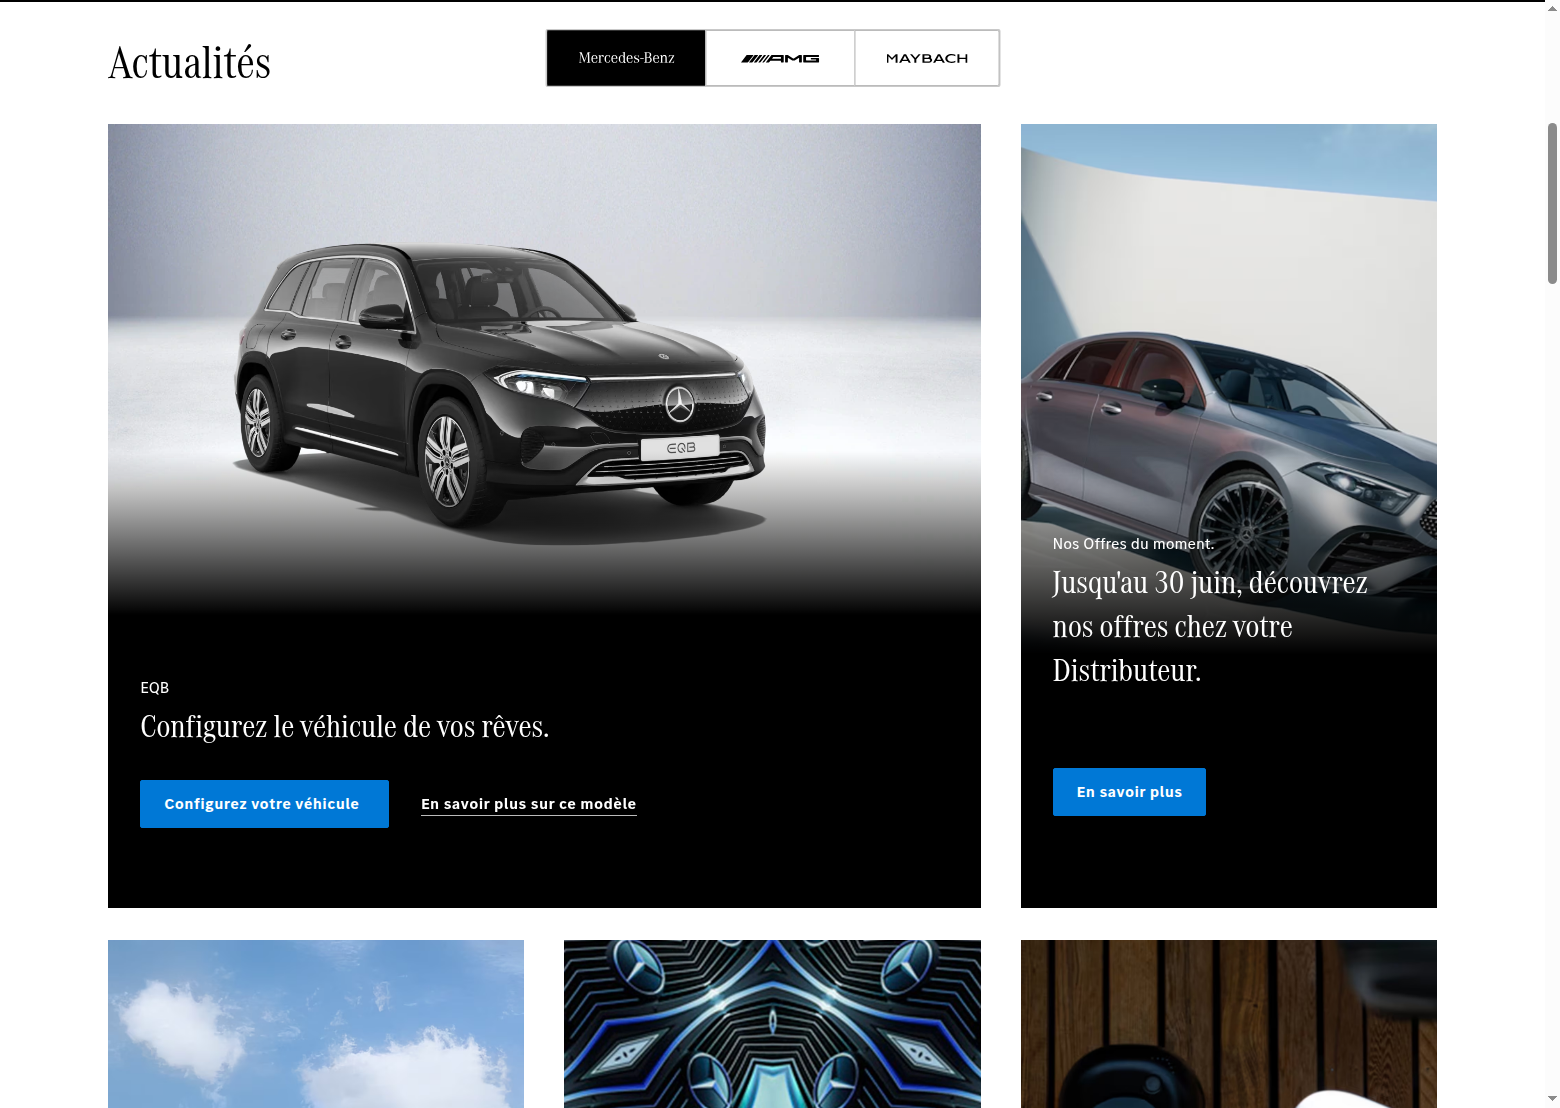 Actualités
Mercedes-Benz
AMG
MAYBACH
EQB
EQB
Configurez le véhicule de vos rêves.
Configurez votre véhicule
En savoir plus sur ce modèle
Nos Offres du moment.
Jusqu'au 30 juin, découvrez
nos offres chez votre
Distributeur.
En savoir plus